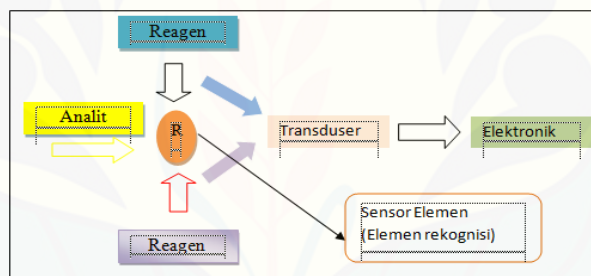 Reagen
Analit
R
Transduser
Elektronik
Sensor Elemen
(Elemen rekognisi)
Reagen